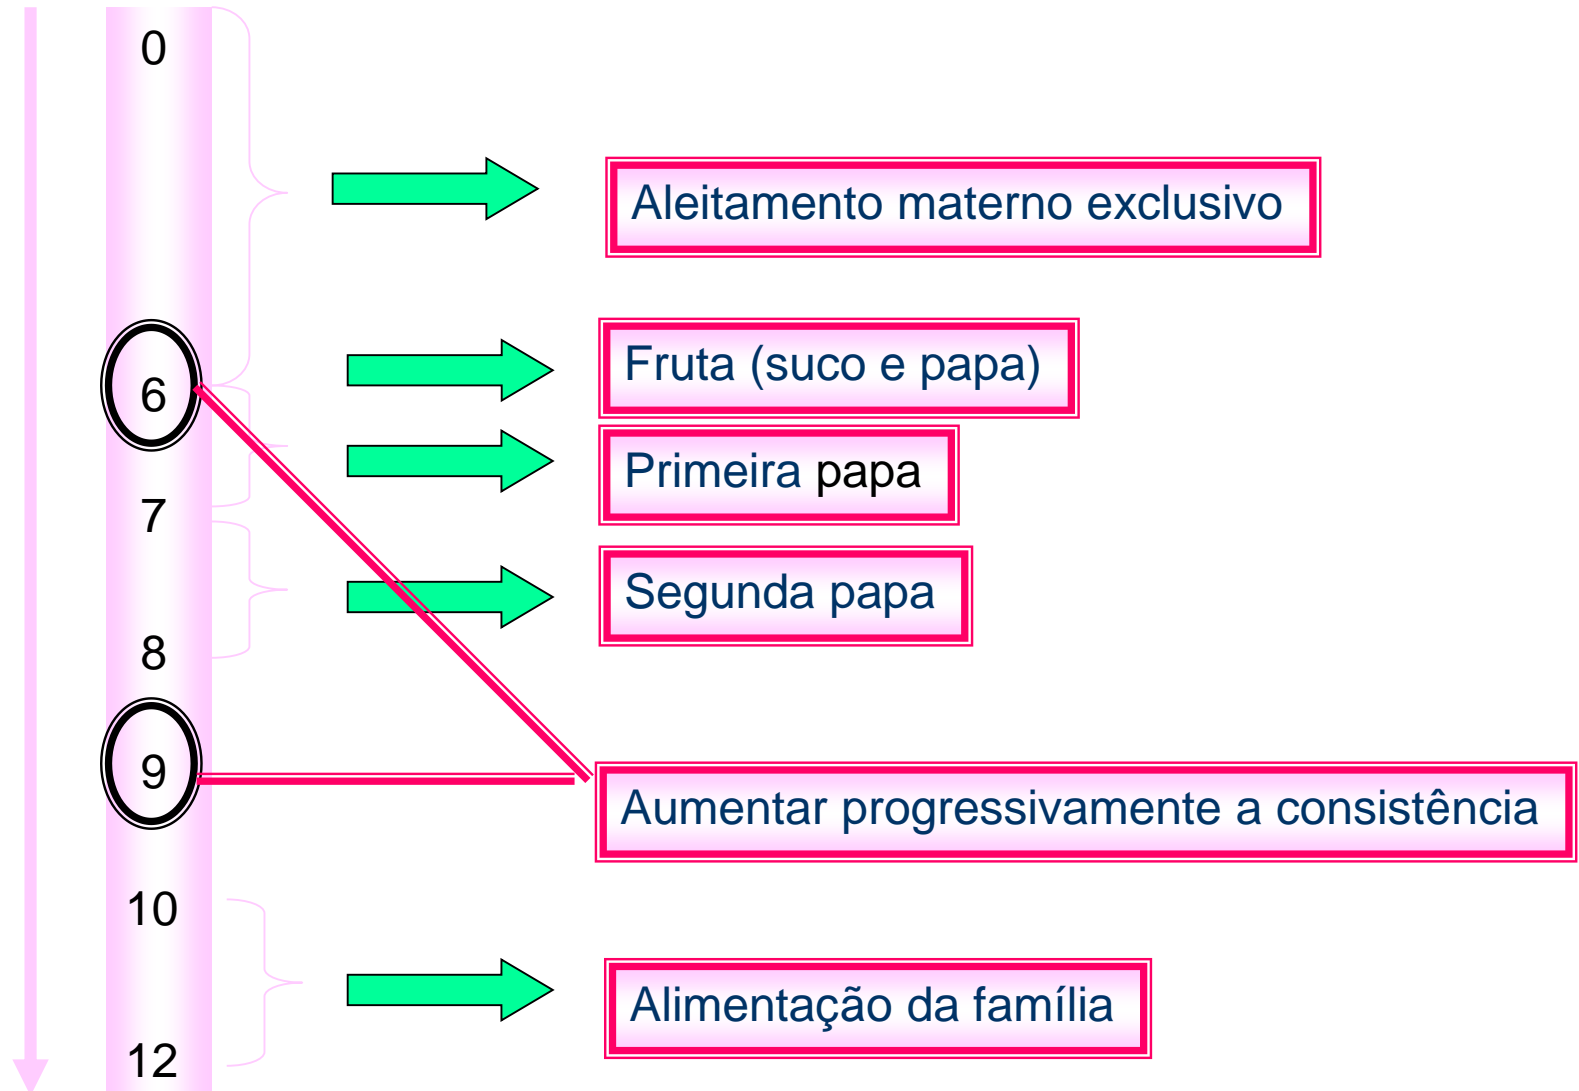 0
Aleitamento materno exclusivo
6
Fruta (suco e papa)
Primeira papa
7
Segunda papa
8
9
Aumentar progressivamente a consistência
10
Alimentação da família
12